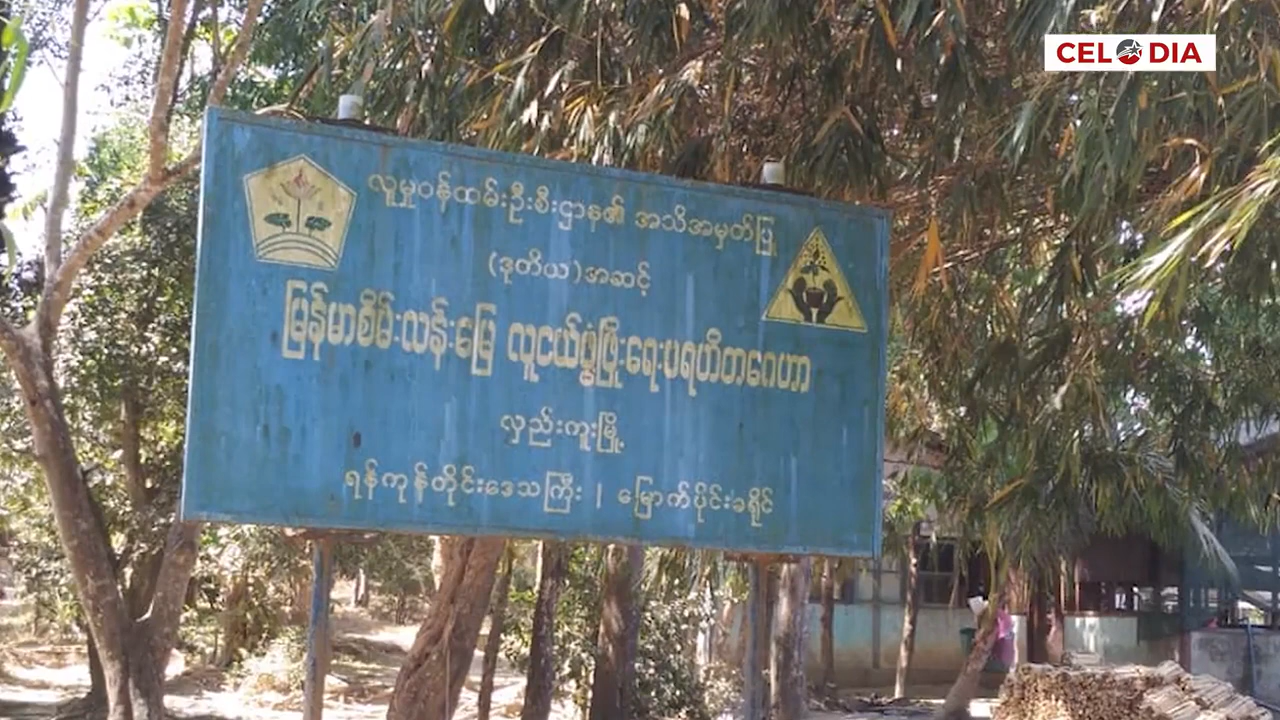 CELODIA
လူမှုဝန်ထမ်းဦးစီးဌာန၏ အသိအမှတ်ပြု
(ဒုတိယ)အဆင့်
မြန်မာစိမ်းလန်းမြေ လူငယ်ဖွံ့ဖြိုးရေးပရဟိတဂေဟာ
လှည်းကူးမြို့
ရန်ကုန်တိုင်းဒေသကြီး / မြောက်ပိုင်းခရိုင်